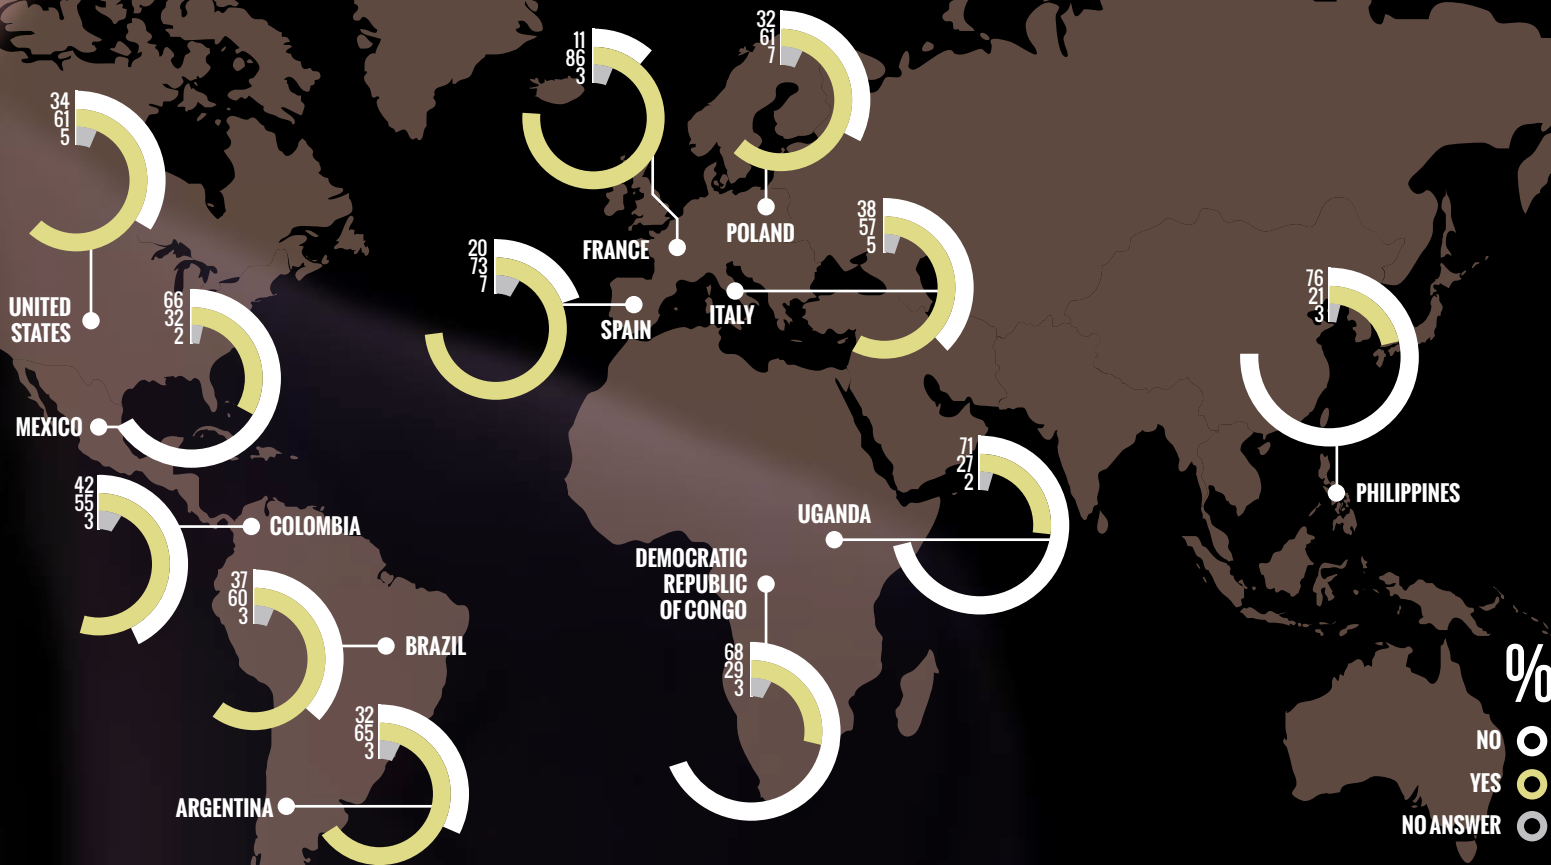 32
61
7
11
86
3
34
61
5
POLAND
FRANCE
38
57
5
20
73
7
UNITED
STATES
66
32
2
SPAIN
ITALY
76
21
3
MEXICO
71
27
2
42
55
3
COLOMBIA
UGANDA
PHILIPPINES
DEMOCRATIC
REPUBLIC
OF CONGO
37
60
3
BRAZIL
68
29
3
32
65
3
ARGENTINA
%
NO
YES
NO ANSWER